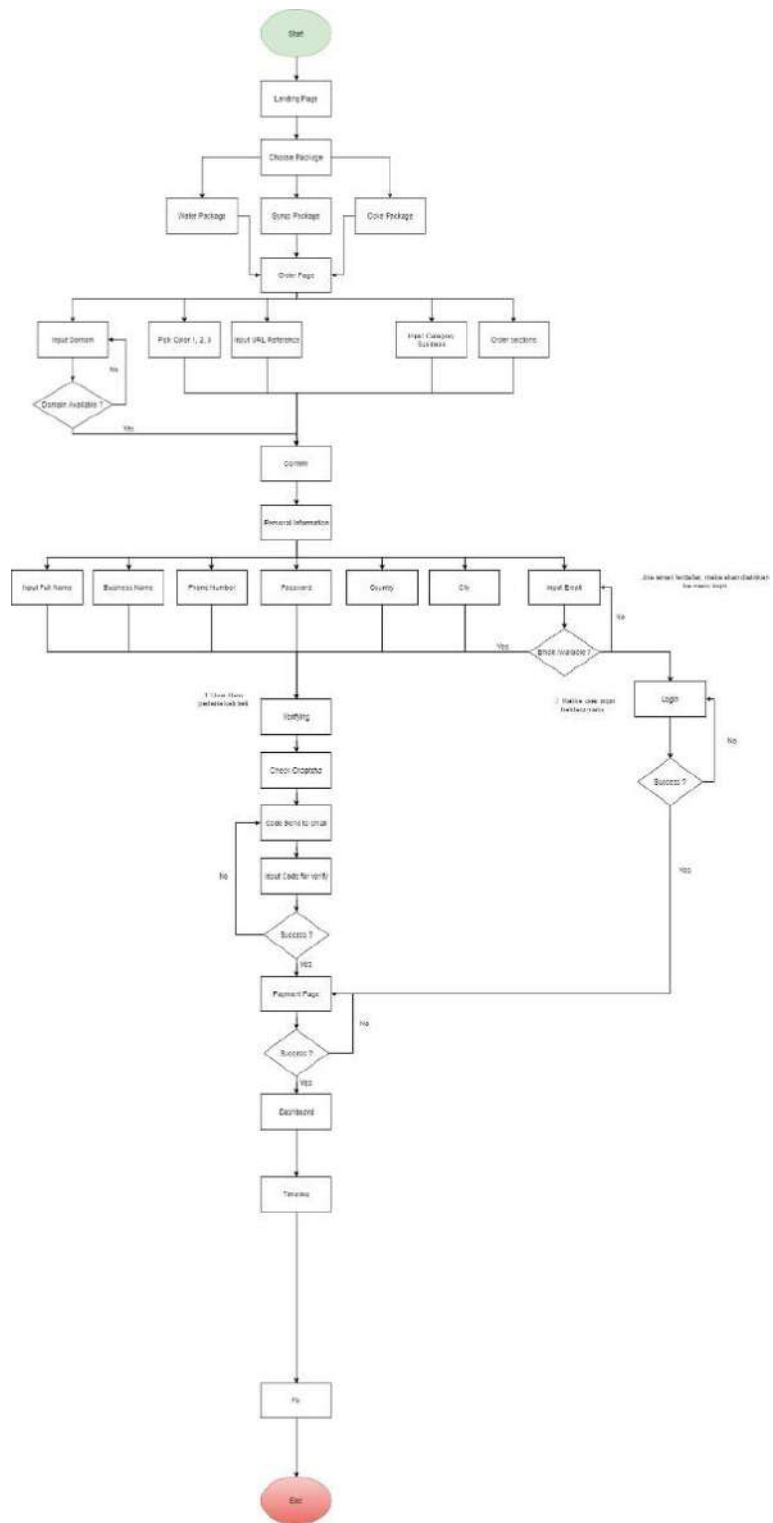 Start
Landing Page
Choose Package
Water Package
Syrup Package
Coke Package
Order Page
Input Domain
Pick Color 1, 2, 3
Input URL Reference
Input Category
Business
Order sections
No
Domain Available ?
Yes
Confirm
Personal Information
Input Full Name
Business Name
Phone Number
Password
Country
City
Input Email
No
Yes
Email Available ?
Login
Verifying
No
Success ?
Check
Code Send to email
Yes
No
Input Code for verify
Success ?
Yes
Payment Page
No
Success ?
Yes
Dashboard
End